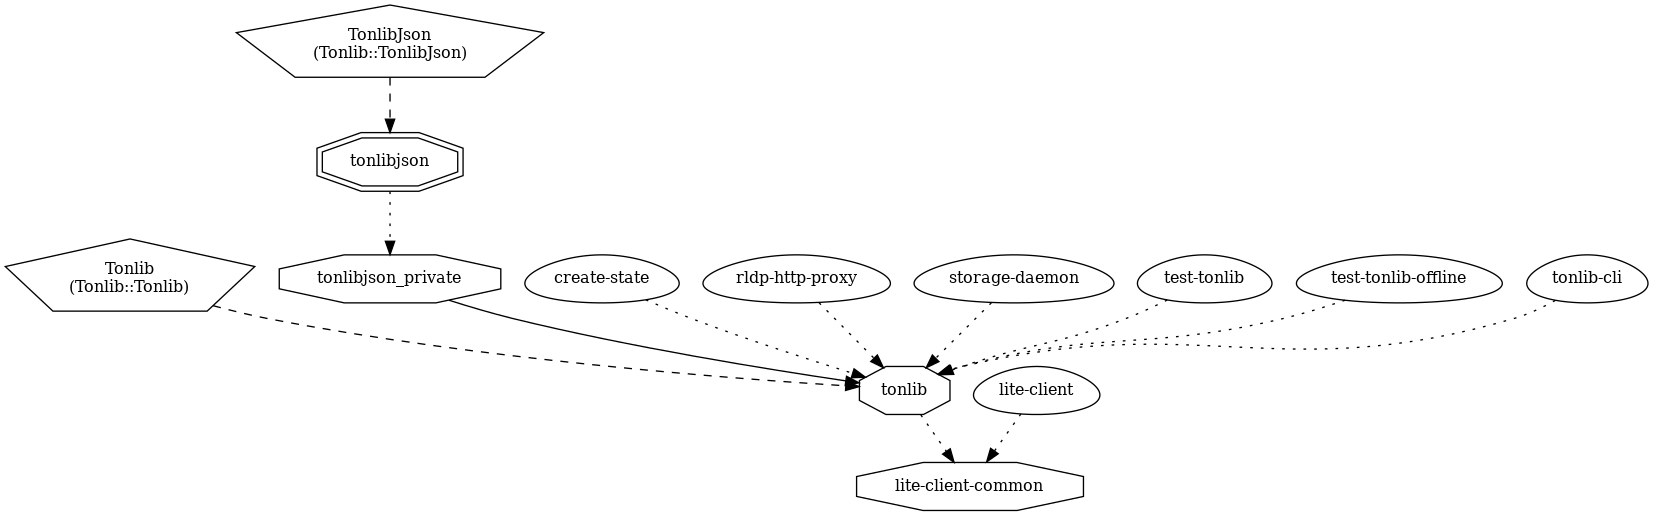 TonlibJson
(Tonlib::TonlibJson)
tonlibjson
Tonlib
(Tonlib::Tonlib)
tonlibjson_private
create-state
rldp-http-proxy
storage-daemon
test-tonlib
test-tonlib-offline
tonlib-cli
tonlib
lite-client
lite-client-common